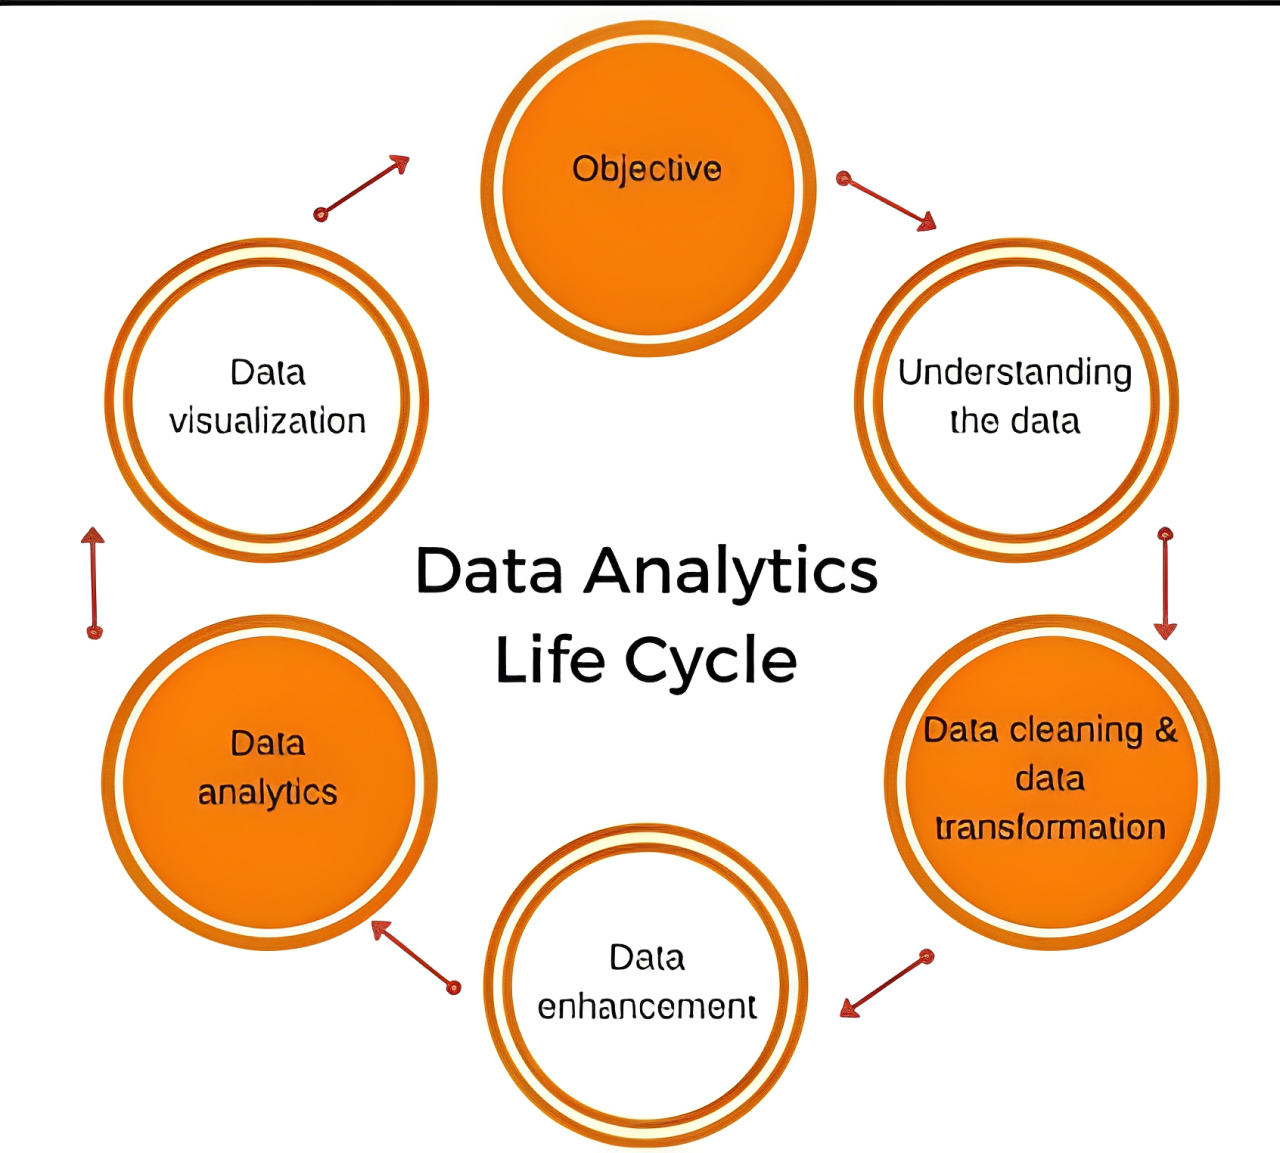 Objective
Understanding
the data
Data cleaning &
data
transformation
Data
enhancement
Data
analytics
Data
visualization
Data Analytics
Life Cycle